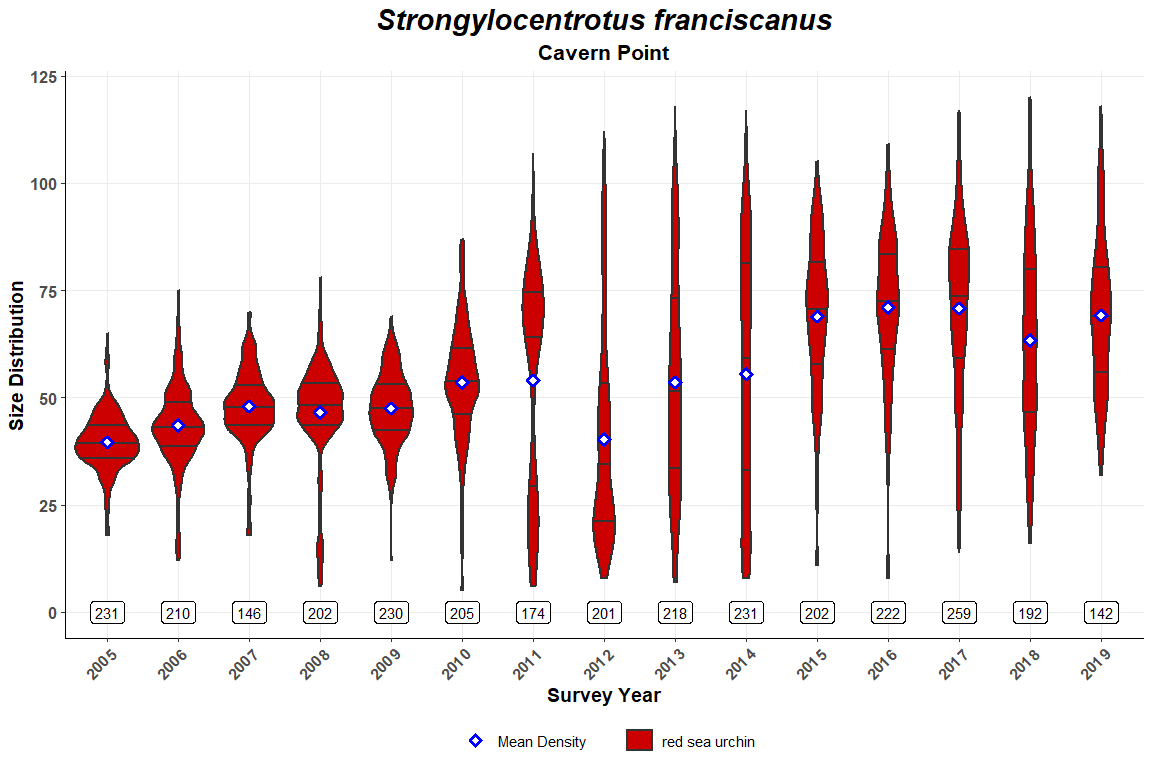 Strongylocentrotus franciscanus
Cavern Point
Size Distribution
125
100
75
50
25
0
231 210 146 202 230 205 174 201 218 231 202 222 259 192 142
2005 2006 2007 2008 2009 2010 2011 2012 2013 2014 2015 2016 2017 2018 2019
Survey Year
Mean Density red sea urchin